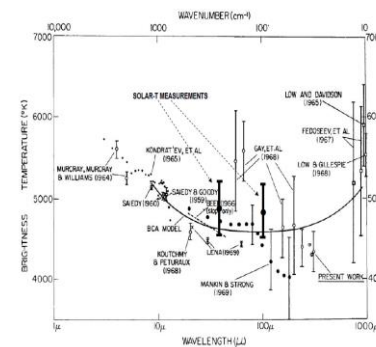 WAVENUMBER (cm⁻¹)
10,000 1000 100 10
7000
6000
5000
4000
BRIGHTNESS TEMPERATURE (°K)
SOLAR-T MEASUREMENTS
LOW AND DAVIDSON
(1965)
FEDOSEEV, ET AL
(1967)
LOW & GILLESPIE
(1968)
KONDRAT'EV, ET AL
(1965)
MURCRAY, MURCRAY
& WILLIAMS (1964)
GAY, ET AL
(1968)
SAIEDY (1960)
SAIEDY & GOODY
(1959)
BEER (1966)
BCA MODEL
KOUTCHMY
& PETURAUX
(1968)
LENA (1969)
MANKIN & STRONG
(1969)
PRESENT WORK
1μ 10μ 100μ 1000μ
WAVELENGTH (μ)